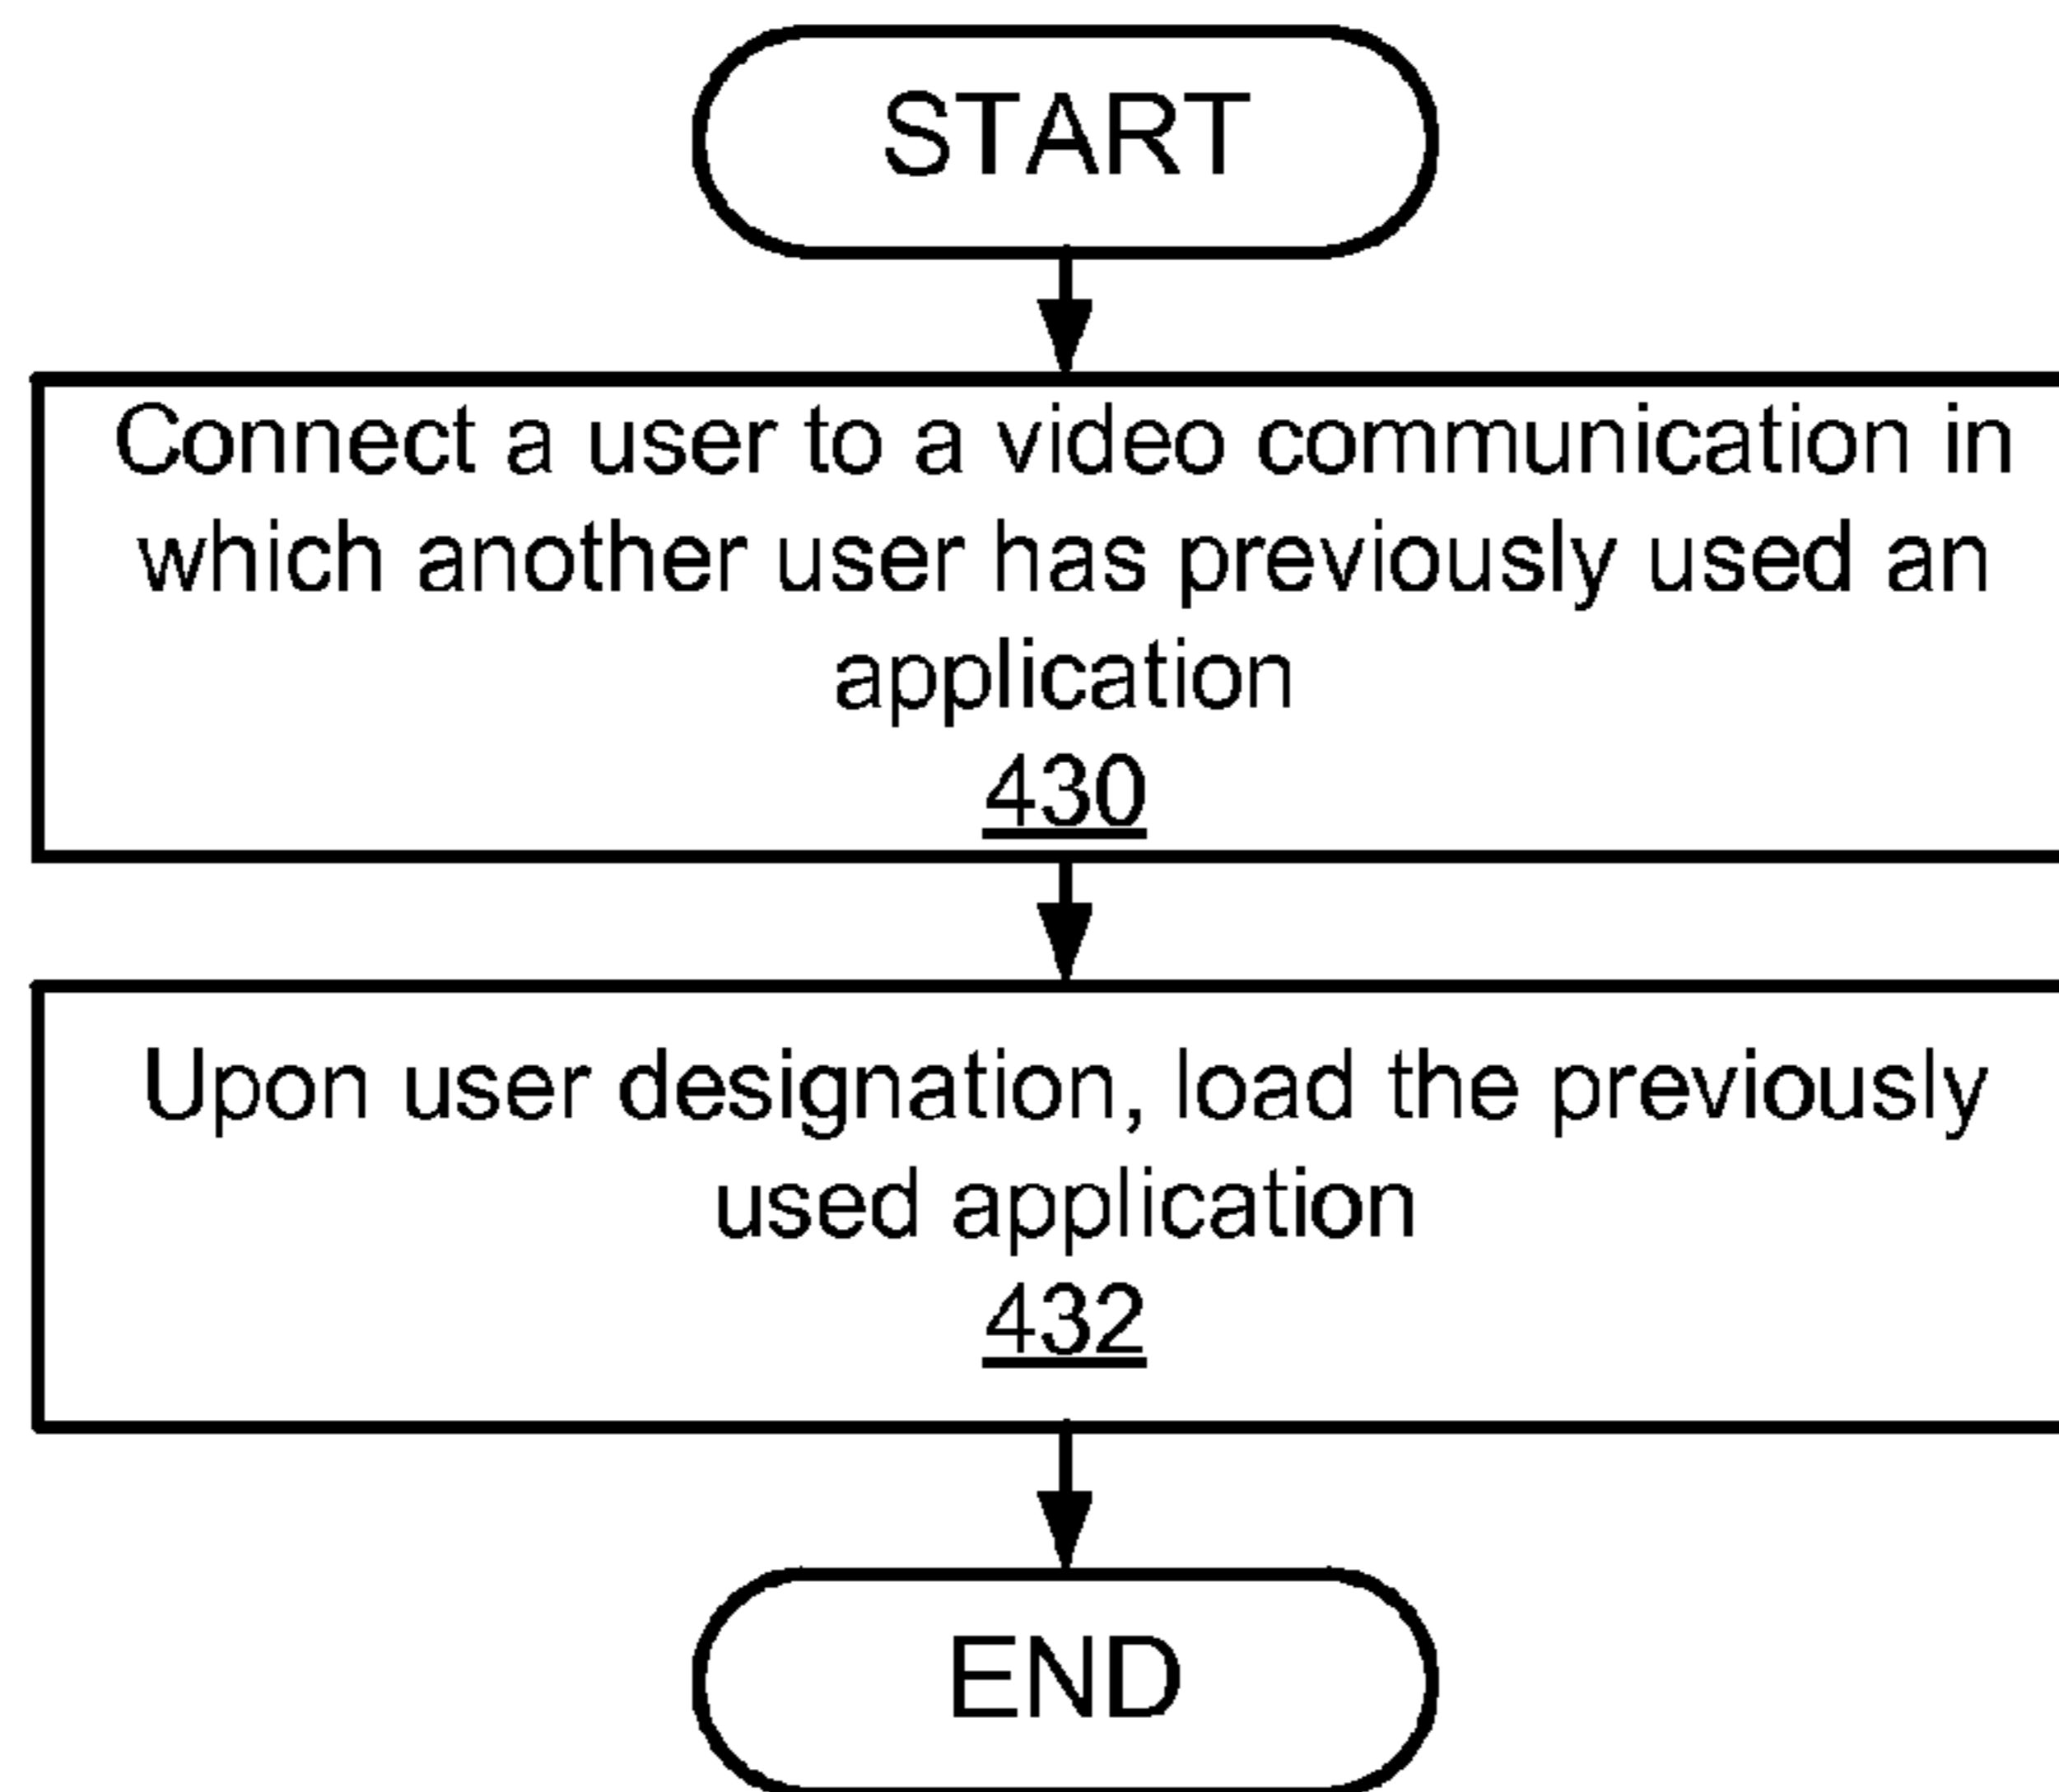 START
Connect a user to a video communication in
which another user has previously used an
application
430
Upon user designation, load the previously
used application
432
END